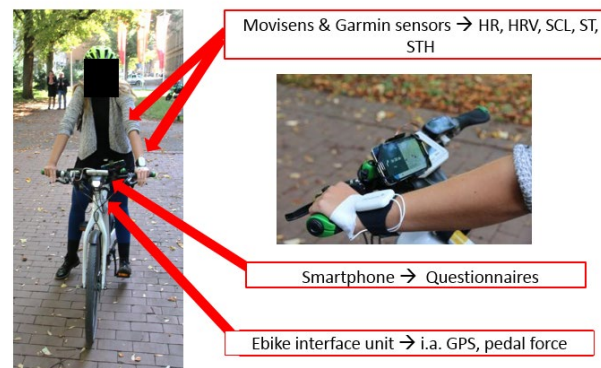 Movisens & Garmin sensors → HR, HRV, SCL, ST,
STH
Smartphone → Questionnaires
Ebike interface unit → i.a. GPS, pedal force